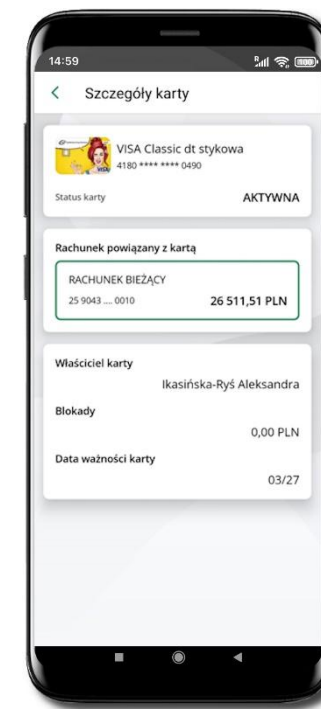 14:59
Szczegóły karty
VISA Classic dt stykowa
4180 **** **** 0490
VISA
Status karty AKTYWNA
Rachunek powiązany z kartą
RACHUNEK BIEŻĄCY
25 9043 .... 0010 26 511,51 PLN
Właściciel karty
Ikasińska-Ryś Aleksandra
Blokady
0,00 PLN
Data ważności karty
03/27